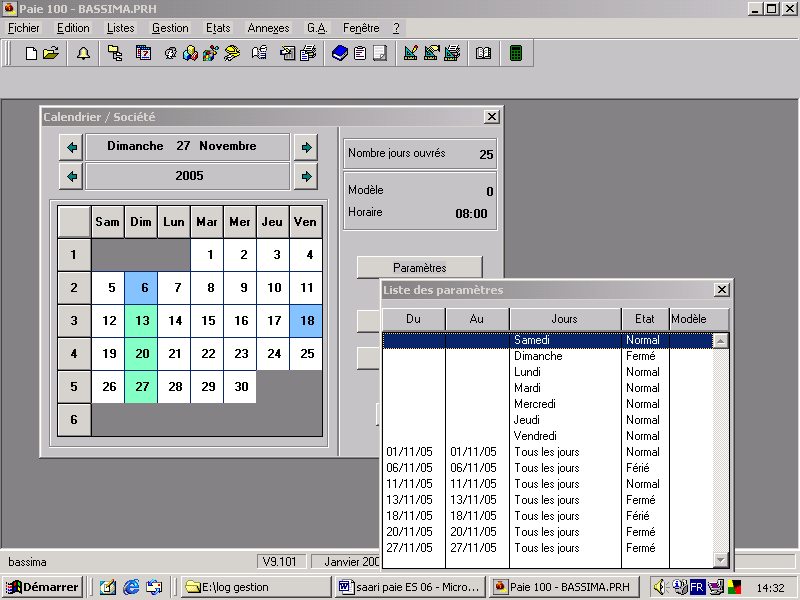 Paie 100 - BASSIMA.PRH
Fichier Edition Listes Gestion Etats Annexes G.A. Fenêtre ?
Calendrier / Société
Dimanche 27 Novembre
2005
Nombre jours ouvrés 25
Modèle 0
Horaire 08:00
Sam Dim Lun Mar Mer Jeu Ven
1 1 2 3 4
2 5 6 7 8 9 10 11
3 12 13 14 15 16 17 18
4 19 20 21 22 23 24 25
5 26 27 28 29 30
6
Paramètres
Liste des paramètres
Du Au Jours Etat Modèle
Samedi Normal
Dimanche Fermé
Lundi Normal
Mardi Normal
Mercredi Normal
Jeudi Normal
Vendredi Normal
01/11/05 01/11/05 Tous les jours Normal
06/11/05 06/11/05 Tous les jours Férié
11/11/05 11/11/05 Tous les jours Normal
13/11/05 13/11/05 Tous les jours Fermé
18/11/05 18/11/05 Tous les jours Férié
20/11/05 20/11/05 Tous les jours Fermé
27/11/05 27/11/05 Tous les jours Fermé
bassima V9.101 Janvier 200
Démarrer E:\log gestion saari paie ES 06 - Micro... Paie 100 - BASSIMA.PRH FR 14:32